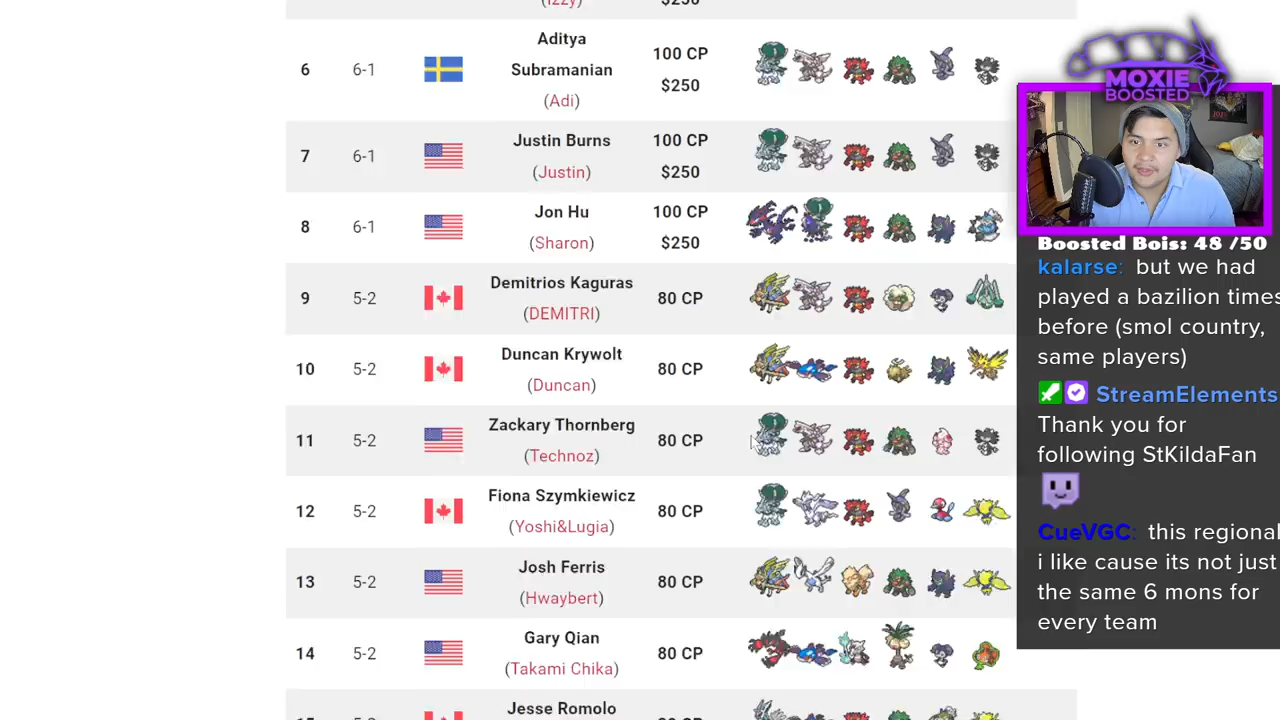 (Izzy) $250
6 6-1 Aditya Subramanian (Adi) 100 CP $250
7 6-1 Justin Burns (Justin) 100 CP $250
8 6-1 Jon Hu (Sharon) 100 CP $250
9 5-2 Demitrios Kaguras (DEMITRI) 80 CP
10 5-2 Duncan Krywolt (Duncan) 80 CP
11 5-2 Zackary Thornberg (Technoz) 80 CP
12 5-2 Fiona Szymkiewicz (Yoshi&Lugia) 80 CP
13 5-2 Josh Ferris (Hwaybert) 80 CP
14 5-2 Gary Qian (Takami Chika) 80 CP
Jesse Romolo
MOXIE
BOOSTED
Boosted Bois: 48 /50
kalarse: but we had
played a bazilion times
before (smol country,
same players)
StreamElements
Thank you for
following StKildaFan
CueVGC: this regional
i like cause its not just
the same 6 mons for
every team